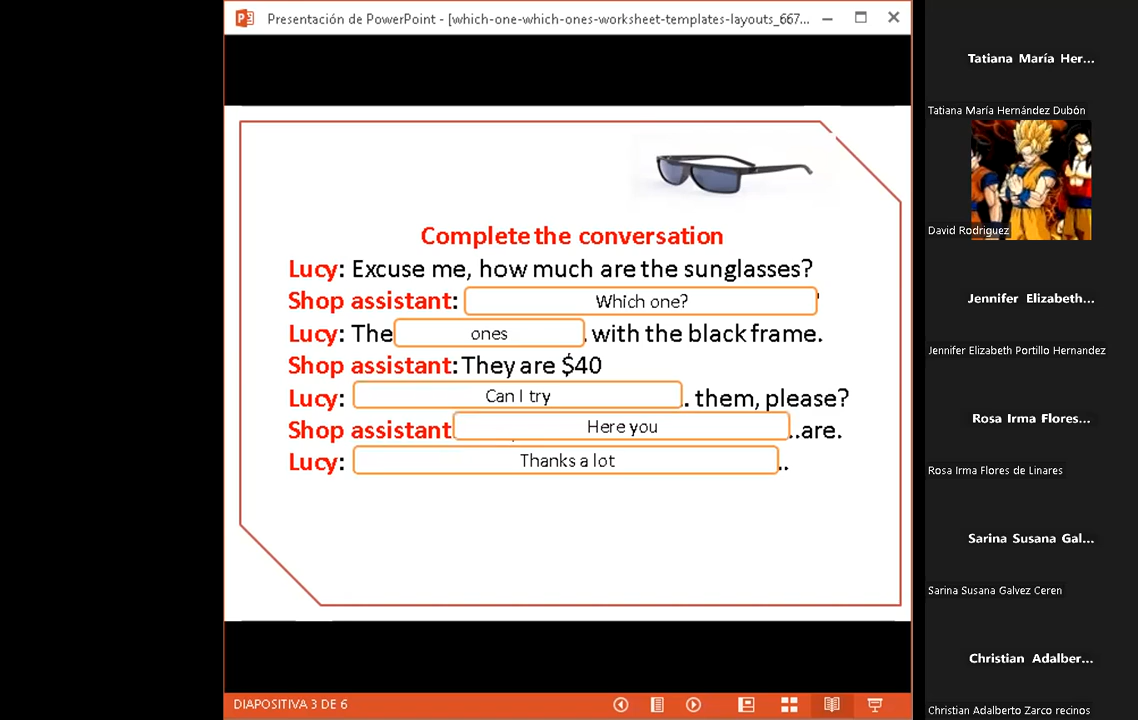 Presentación de PowerPoint - [which-one-which-ones-worksheet-templates-layouts_667...
Complete the conversation
Lucy: Excuse me, how much are the sunglasses?
Shop assistant: Which one?
Lucy: The ones . with the black frame.
Shop assistant: They are $40
Lucy: Can I try . them, please?
Shop assistant Here you ..are.
Lucy: Thanks a lot ..
DIAPOSITIVA 3 DE 6
Tatiana María Her...
Tatiana María Hernández Dubón
David Rodriguez
Jennifer Elizabeth...
Jennifer Elizabeth Portillo Hernandez
Rosa Irma Flores...
Rosa Irma Flores de Linares
Sarina Susana Gal...
Sarina Susana Galvez Ceren
Christian Adalber...
Christian Adalberto Zarco recinos